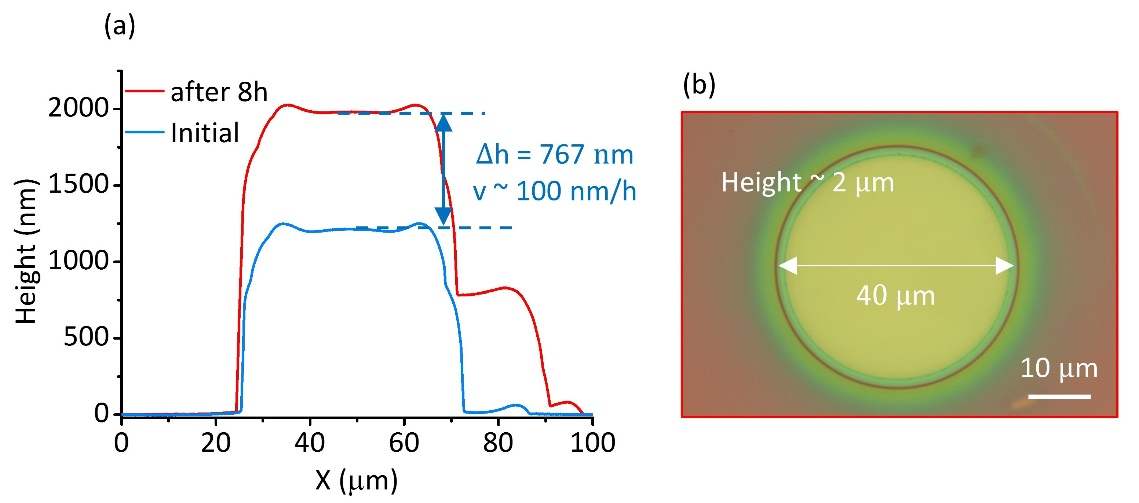 (a)
after 8h
Initial
Δh = 767 nm
v ~ 100 nm/h
2000
1500
1000
500
0
Height (nm)
0 20 40 60 80 100
X (μm)
(b)
Height ~ 2 μm
40 μm
10 μm